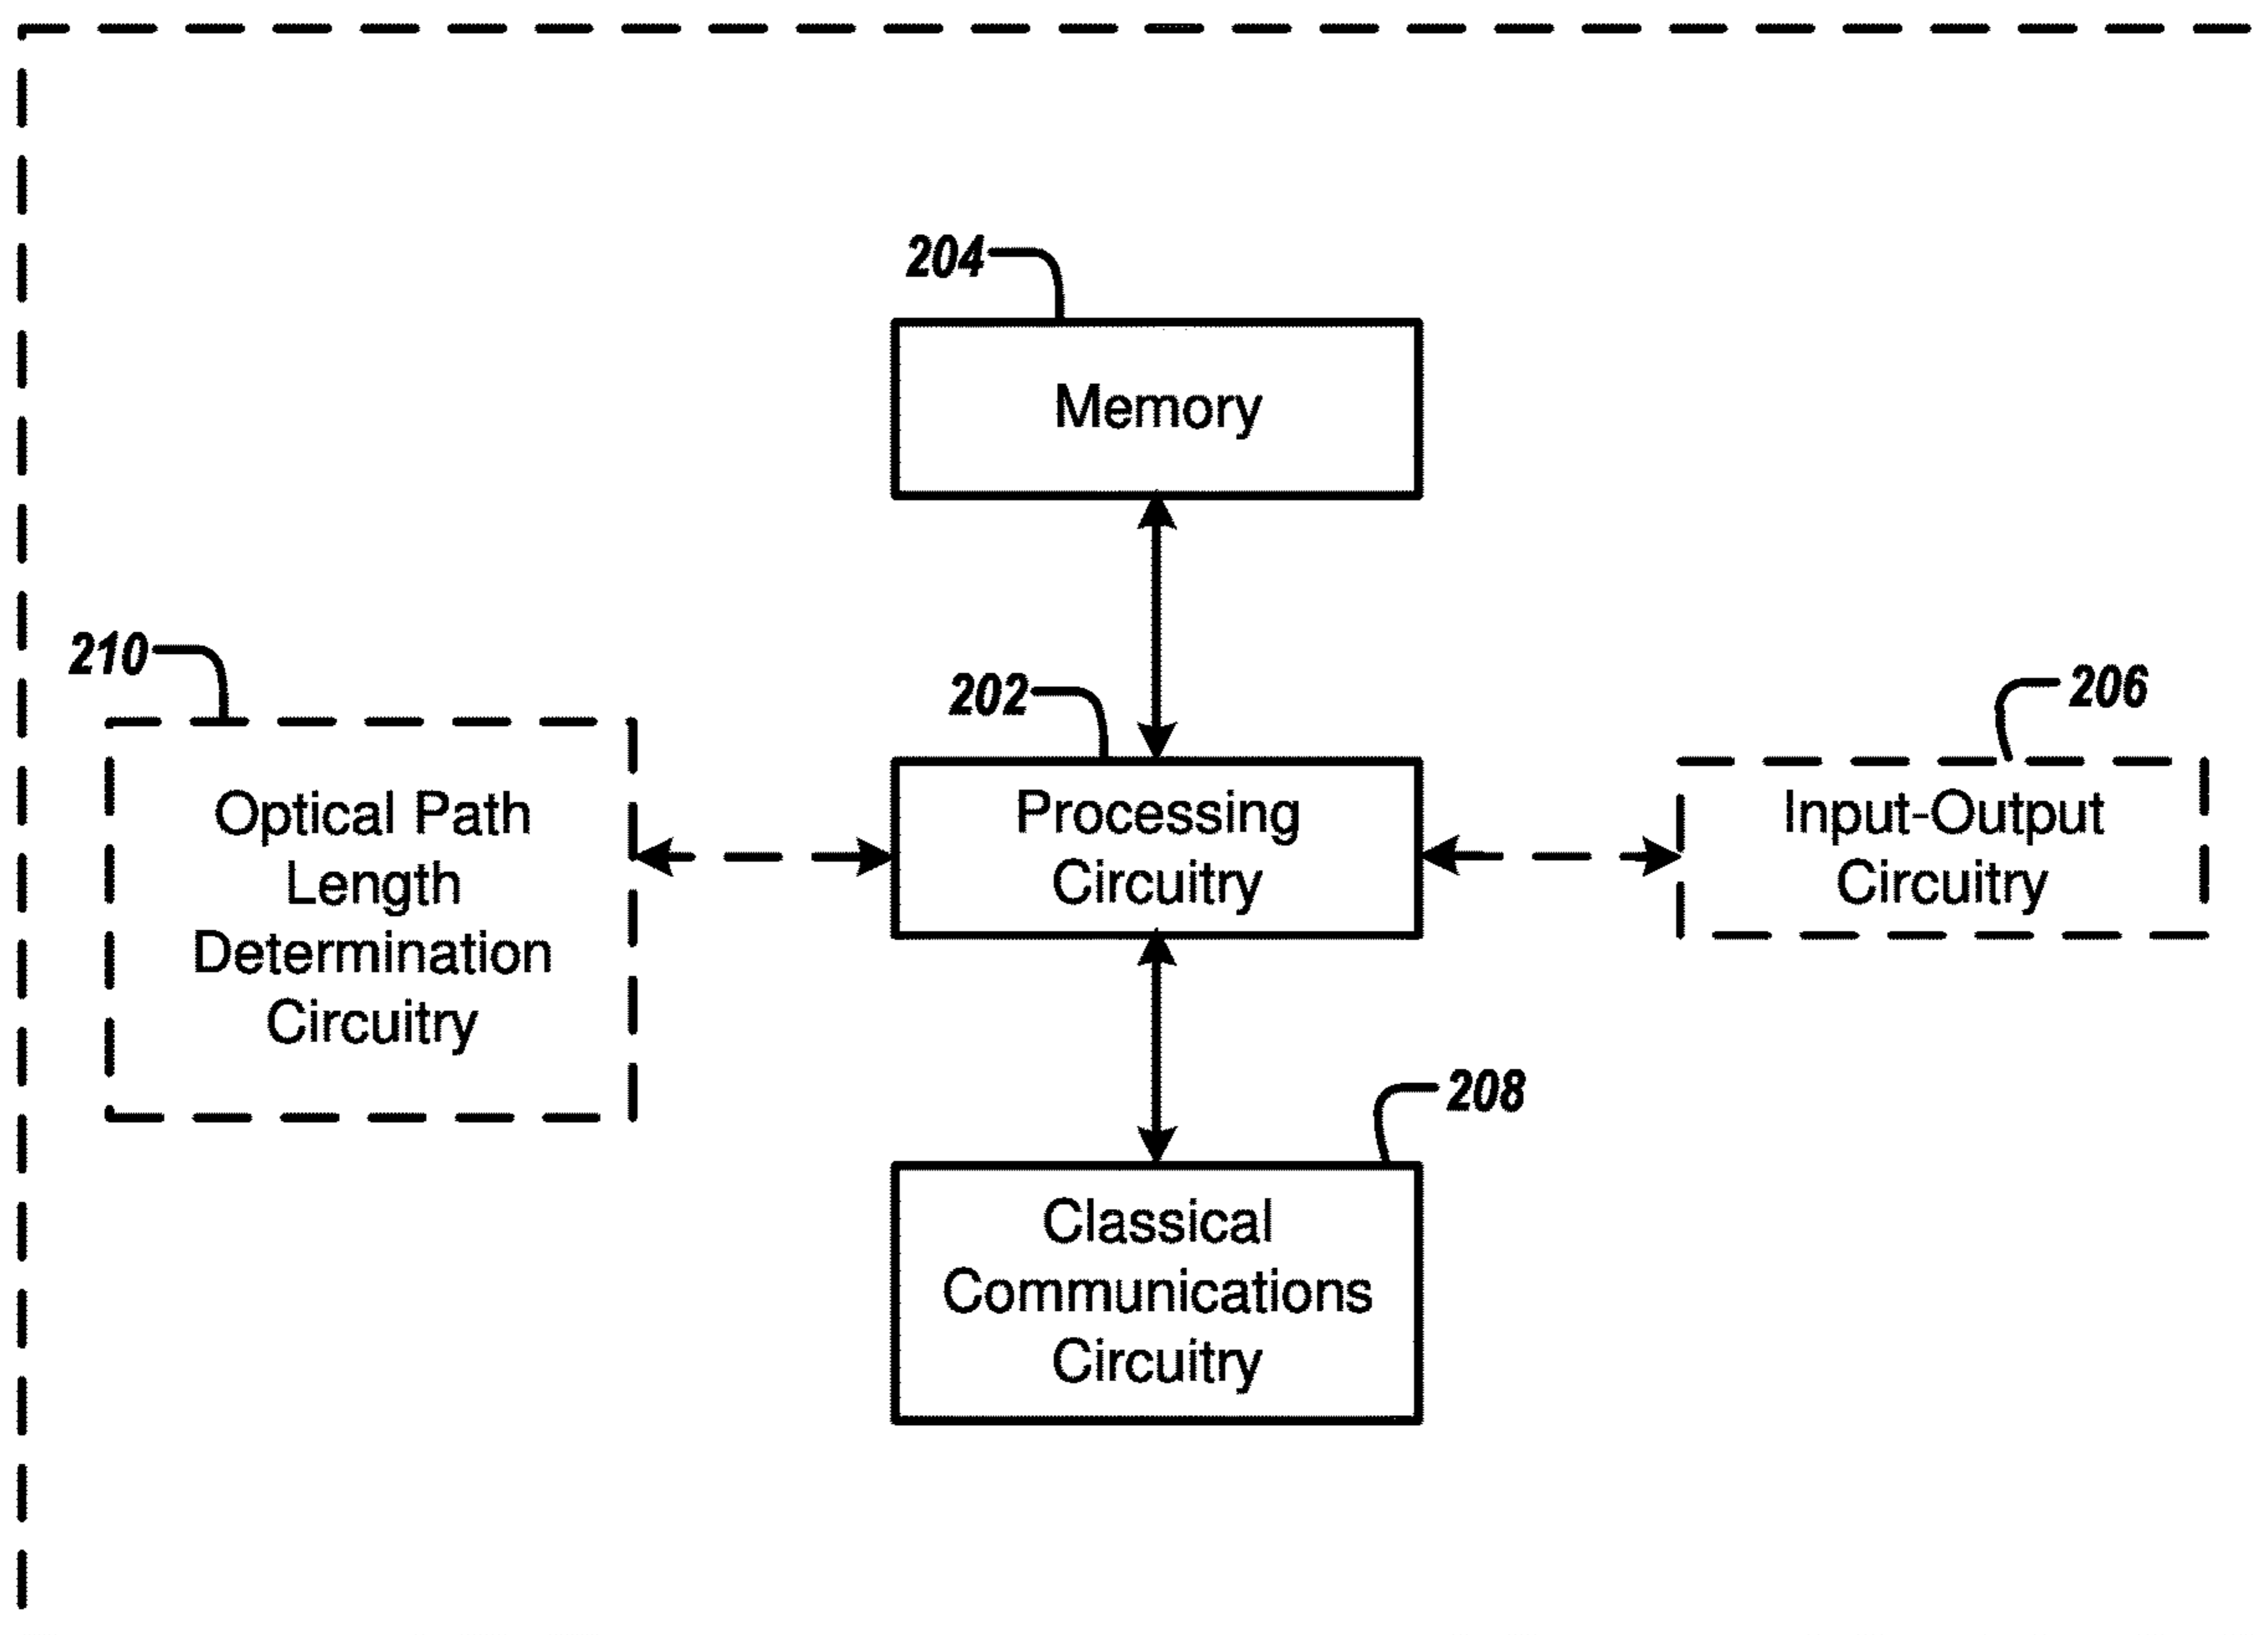 204
Memory
210
202
206
Optical Path
Length
Determination
Circuitry
Processing
Circuitry
Input-Output
Circuitry
208
Classical
Communications
Circuitry